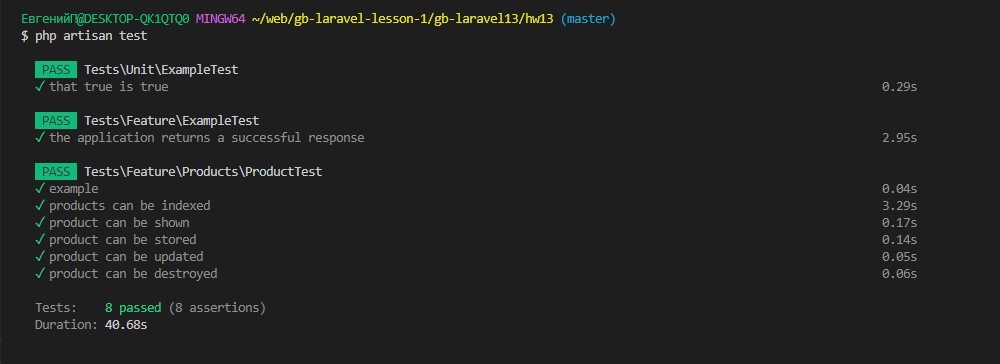 ЕвгенийП@DESKTOP-QK1QTQ0 MINGW64 ~/web/gb-laravel-lesson-1/gb-laravel13/hw13 (master)
$ php artisan test
PASS Tests\Unit\ExampleTest
✓ that true is true 0.29s
PASS Tests\Feature\ExampleTest
✓ the application returns a successful response 2.95s
PASS Tests\Feature\Products\ProductTest
✓ example 0.04s
✓ products can be indexed 3.29s
✓ product can be shown 0.17s
✓ product can be stored 0.14s
✓ product can be updated 0.05s
✓ product can be destroyed 0.06s
Tests: 8 passed (8 assertions)
Duration: 40.68s